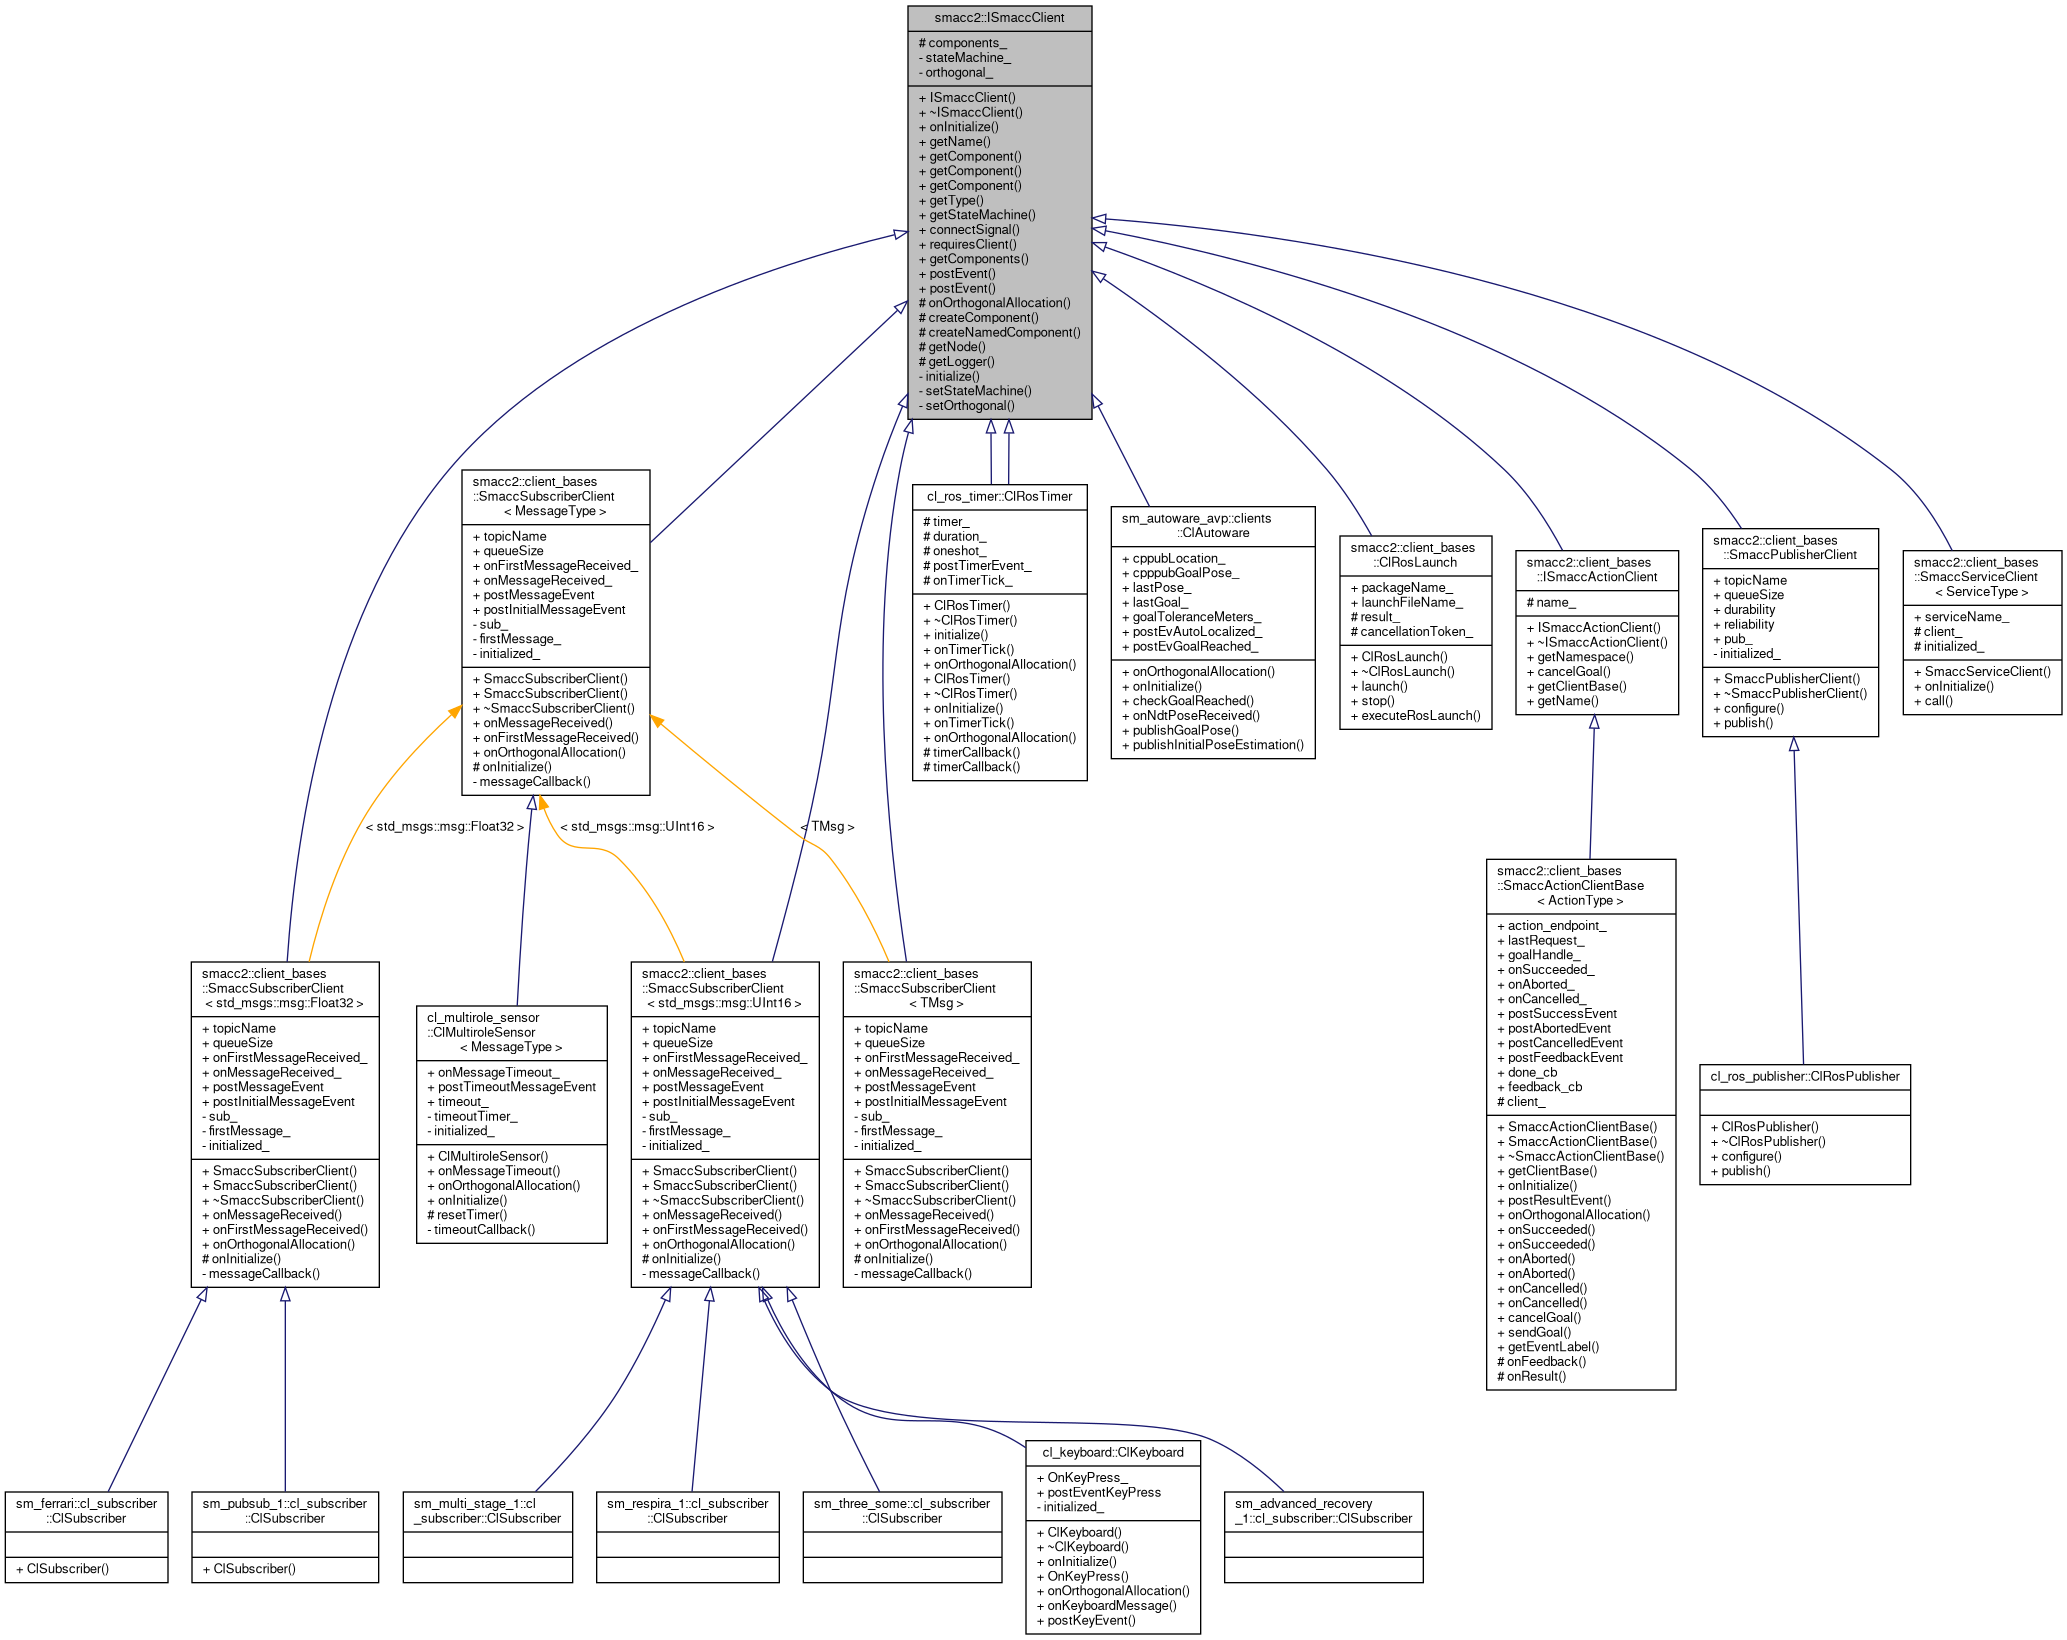 smacc2::ISmaccClient
# components_
- stateMachine_
- orthogonal_
+ ISmaccClient()
+ ~ISmaccClient()
+ onInitialize()
+ getName()
+ getComponent()
+ getComponent()
+ getComponent()
+ getType()
+ getStateMachine()
+ connectSignal()
+ requiresClient()
+ getComponents()
+ postEvent()
+ postEvent()
# onOrthogonalAllocation()
# createComponent()
# createNamedComponent()
# getNode()
# getLogger()
- initialize()
- setStateMachine()
- setOrthogonal()
smacc2::client_bases
::SmaccSubscriberClient
< MessageType >
+ topicName
+ queueSize
+ onFirstMessageReceived_
+ onMessageReceived_
+ postMessageEvent
+ postInitialMessageEvent
- sub_
- firstMessage_
- initialized_
+ SmaccSubscriberClient()
+ SmaccSubscriberClient()
+ ~SmaccSubscriberClient()
+ onMessageReceived()
+ onFirstMessageReceived()
+ onOrthogonalAllocation()
# onInitialize()
- messageCallback()
cl_ros_timer::ClRosTimer
# timer_
# duration_
# oneshot_
# postTimerEvent_
# onTimerTick_
+ ClRosTimer()
+ ~ClRosTimer()
+ initialize()
+ onTimerTick()
+ onOrthogonalAllocation()
+ ClRosTimer()
+ ~ClRosTimer()
+ onInitialize()
+ onTimerTick()
+ onOrthogonalAllocation()
# timerCallback()
# timerCallback()
sm_autoware_avp::clients
::ClAutoware
+ cppubLocation_
+ cpppubGoalPose_
+ lastPose_
+ lastGoal_
+ goalToleranceMeters_
+ postEvAutoLocalized_
+ postEvGoalReached_
+ onOrthogonalAllocation()
+ onInitialize()
+ checkGoalReached()
+ onNdtPoseReceived()
+ publishGoalPose()
+ publishInitialPoseEstimation()
smacc2::client_bases
::ClRosLaunch
+ packageName_
+ launchFileName_
# result_
# cancellationToken_
+ ClRosLaunch()
+ ~ClRosLaunch()
+ launch()
+ stop()
+ executeRosLaunch()
smacc2::client_bases
::ISmaccActionClient
# name_
+ ISmaccActionClient()
+ ~ISmaccActionClient()
+ getNamespace()
+ cancelGoal()
+ getClientBase()
+ getName()
smacc2::client_bases
::SmaccPublisherClient
+ topicName
+ queueSize
+ durability
+ reliability
+ pub_
- initialized_
+ SmaccPublisherClient()
+ ~SmaccPublisherClient()
+ configure()
+ publish()
smacc2::client_bases
::SmaccServiceClient
< ServiceType >
+ serviceName_
# client_
# initialized_
+ SmaccServiceClient()
+ onInitialize()
+ call()
< std_msgs::msg::Float32 >
< std_msgs::msg::UInt16 >
< TMsg >
smacc2::client_bases
::SmaccSubscriberClient
< std_msgs::msg::Float32 >
+ topicName
+ queueSize
+ onFirstMessageReceived_
+ onMessageReceived_
+ postMessageEvent
+ postInitialMessageEvent
- sub_
- firstMessage_
- initialized_
+ SmaccSubscriberClient()
+ SmaccSubscriberClient()
+ ~SmaccSubscriberClient()
+ onMessageReceived()
+ onFirstMessageReceived()
+ onOrthogonalAllocation()
# onInitialize()
- messageCallback()
cl_multirole_sensor
::ClMultiroleSensor
< MessageType >
+ onMessageTimeout_
+ postTimeoutMessageEvent
+ timeout_
- timeoutTimer_
- initialized_
+ ClMultiroleSensor()
+ onMessageTimeout()
+ onOrthogonalAllocation()
+ onInitialize()
# resetTimer()
- timeoutCallback()
smacc2::client_bases
::SmaccSubscriberClient
< std_msgs::msg::UInt16 >
+ topicName
+ queueSize
+ onFirstMessageReceived_
+ onMessageReceived_
+ postMessageEvent
+ postInitialMessageEvent
- sub_
- firstMessage_
- initialized_
+ SmaccSubscriberClient()
+ SmaccSubscriberClient()
+ ~SmaccSubscriberClient()
+ onMessageReceived()
+ onFirstMessageReceived()
+ onOrthogonalAllocation()
# onInitialize()
- messageCallback()
smacc2::client_bases
::SmaccSubscriberClient
< TMsg >
+ topicName
+ queueSize
+ onFirstMessageReceived_
+ onMessageReceived_
+ postMessageEvent
+ postInitialMessageEvent
- sub_
- firstMessage_
- initialized_
+ SmaccSubscriberClient()
+ SmaccSubscriberClient()
+ ~SmaccSubscriberClient()
+ onMessageReceived()
+ onFirstMessageReceived()
+ onOrthogonalAllocation()
# onInitialize()
- messageCallback()
smacc2::client_bases
::SmaccActionClientBase
< ActionType >
+ action_endpoint_
+ lastRequest_
+ goalHandle_
+ onSucceeded_
+ onAborted_
+ onCancelled_
+ postSuccessEvent
+ postAbortedEvent
+ postCancelledEvent
+ postFeedbackEvent
+ done_cb
+ feedback_cb
# client_
+ SmaccActionClientBase()
+ SmaccActionClientBase()
+ ~SmaccActionClientBase()
+ getClientBase()
+ onInitialize()
+ postResultEvent()
+ onOrthogonalAllocation()
+ onSucceeded()
+ onSucceeded()
+ onAborted()
+ onAborted()
+ onCancelled()
+ onCancelled()
+ cancelGoal()
+ sendGoal()
+ getEventLabel()
# onFeedback()
# onResult()
cl_ros_publisher::ClRosPublisher
+ ClRosPublisher()
+ ~ClRosPublisher()
+ configure()
+ publish()
sm_ferrari::cl_subscriber
::ClSubscriber
+ ClSubscriber()
sm_pubsub_1::cl_subscriber
::ClSubscriber
+ ClSubscriber()
sm_multi_stage_1::cl
_subscriber::ClSubscriber
sm_respira_1::cl_subscriber
::ClSubscriber
sm_three_some::cl_subscriber
::ClSubscriber
cl_keyboard::ClKeyboard
+ OnKeyPress_
+ postEventKeyPress
- initialized_
+ ClKeyboard()
+ ~ClKeyboard()
+ onInitialize()
+ OnKeyPress()
+ onOrthogonalAllocation()
+ onKeyboardMessage()
+ postKeyEvent()
sm_advanced_recovery
_1::cl_subscriber::ClSubscriber